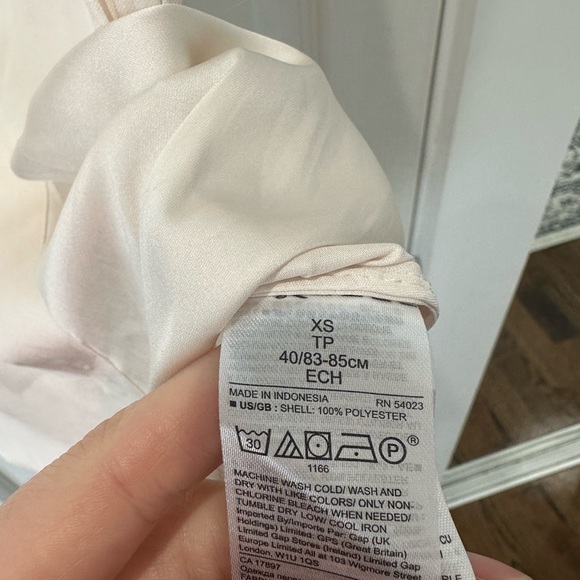 XS
TP
40/83-85CM
ECH
MADE IN INDONESIA RN 54023
■ US/GB : SHELL: 100% POLYESTER
30 P ®
1166
MACHINE WASH COLD/ WASH AND
DRY WITH LIKE COLORS/ ONLY NON-
CHLORINE BLEACH WHEN NEEDED/
TUMBLE DRY LOW/ COOL IRON
Imported By/Importe Par: Gap (UK
Holdings) Limited: GPS (Great Britain)
Limited Gap Stores (Ireland) Limited Gap
Europe Limited All at 103 Wigmore Street
London, W1U 1QS
CA 17897
Одежда
CU